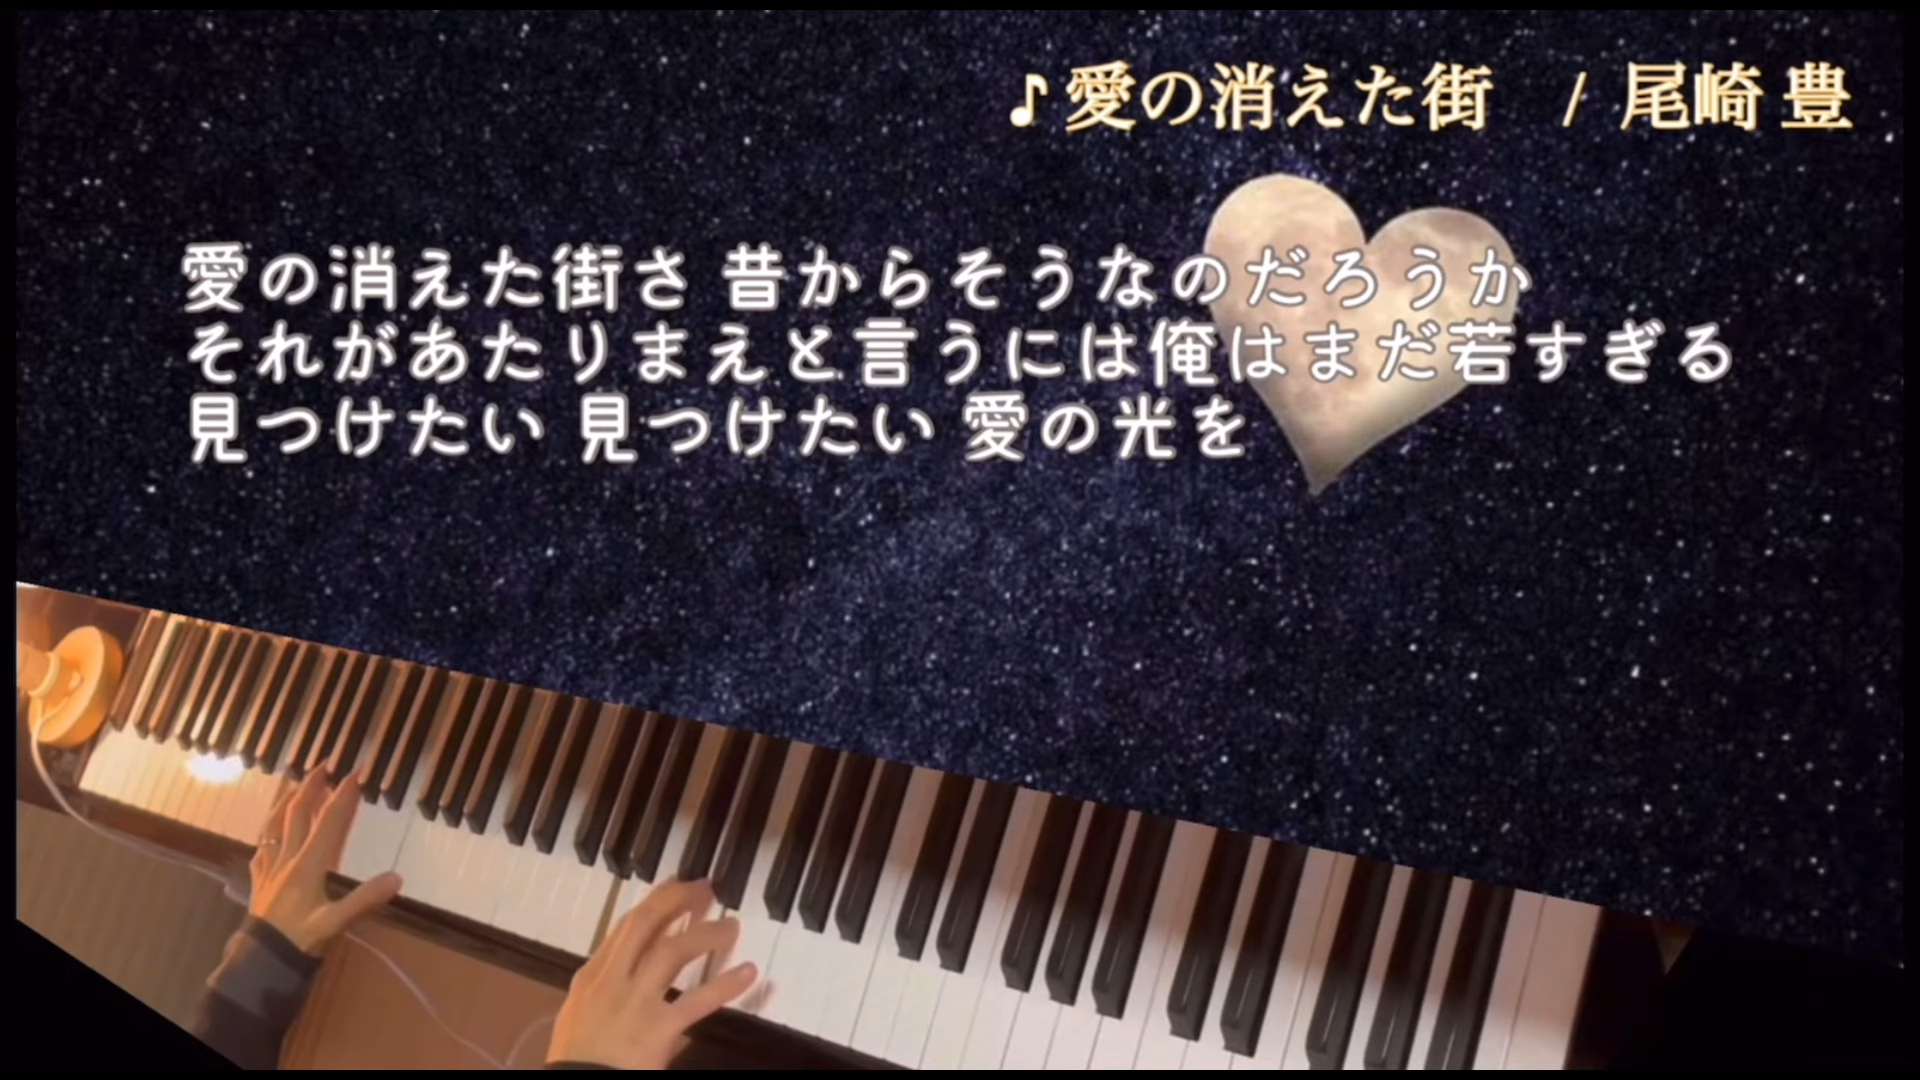 ♪愛の消えた街 / 尾崎 豊
愛の消えた街さ 昔からそうなのだろうか
それがあたりまえと言うには俺はまだ若すぎる
見つけたい 見つけたい 愛の光を